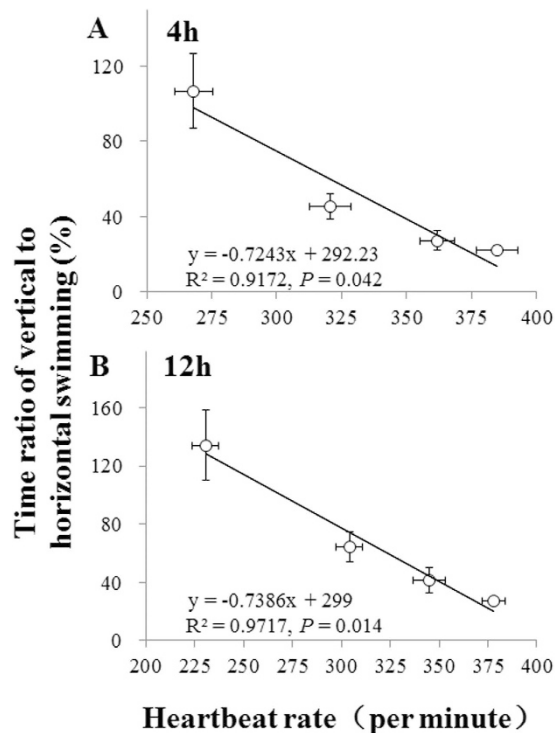 Time ratio of vertical to
horizontal swimming (%)
A 4h
120
80
40
0
y = -0.7243x + 292.23
R² = 0.9172, P = 0.042
250 275 300 325 350 375 400
B 12h
160
120
80
40
0
y = -0.7386x + 299
R² = 0.9717, P = 0.014
200 225 250 275 300 325 350 375 400
Heartbeat rate （per minute）